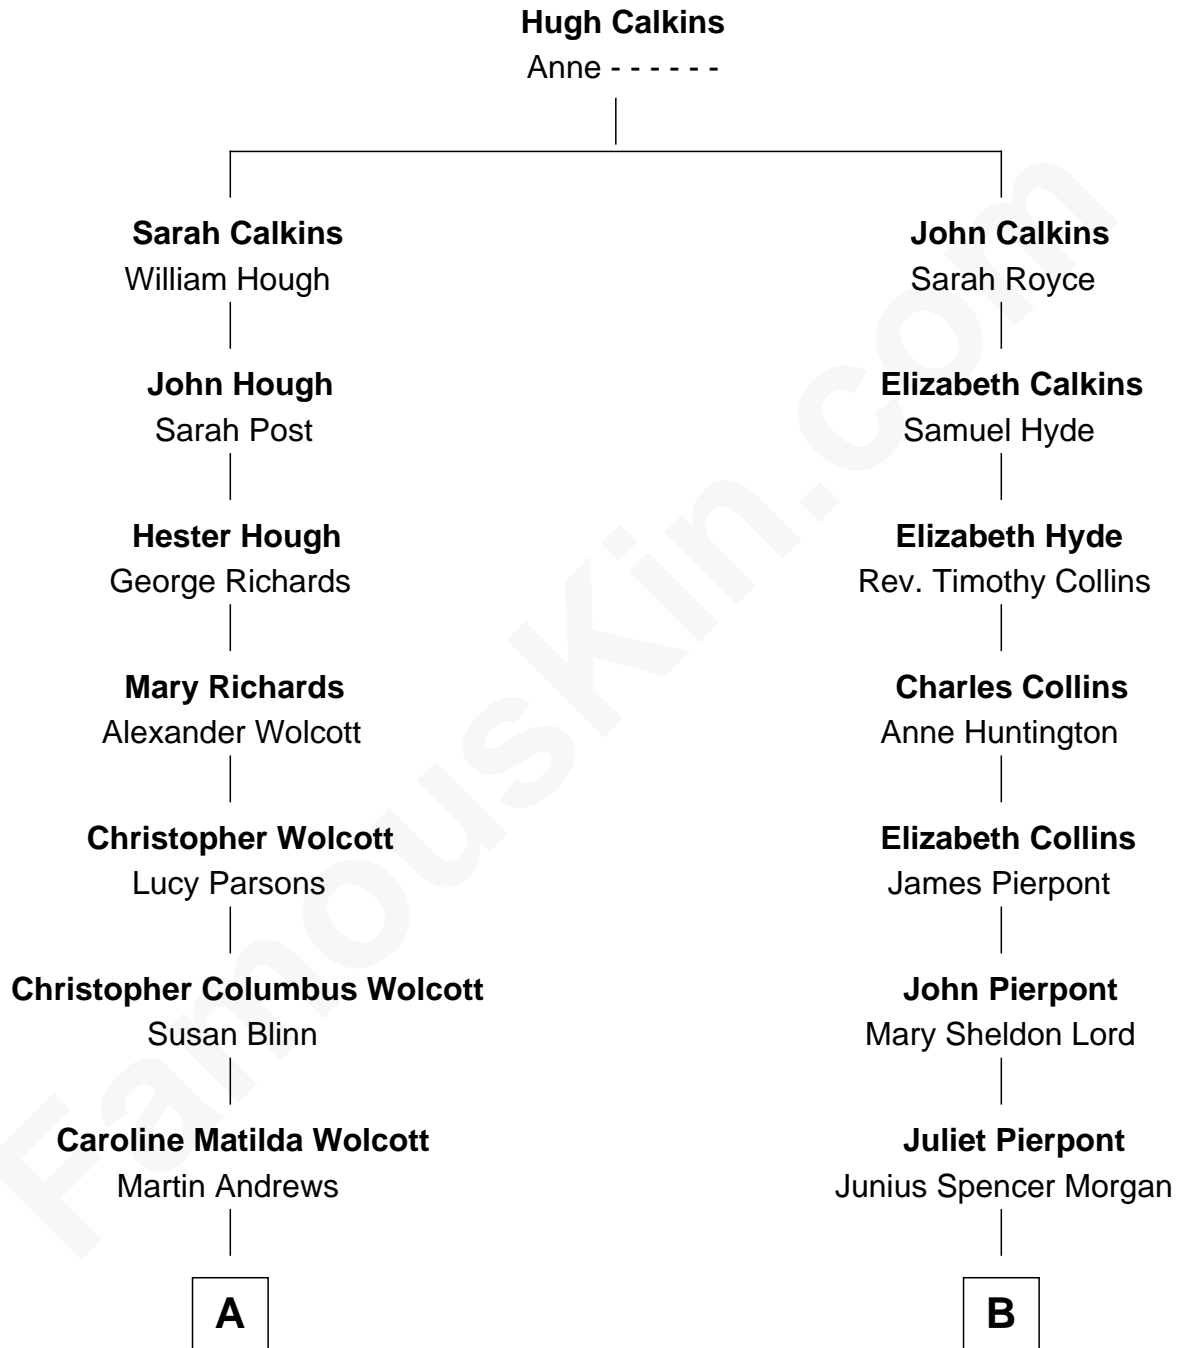 Hugh Calkins
Anne - - - - - -
Sarah Calkins
William Hough
John Hough
Sarah Post
Hester Hough
George Richards
Mary Richards
Alexander Wolcott
Christopher Wolcott
Lucy Parsons
Christopher Columbus Wolcott
Susan Blinn
Caroline Matilda Wolcott
Martin Andrews
A
John Calkins
Sarah Royce
Elizabeth Calkins
Samuel Hyde
Elizabeth Hyde
Rev. Timothy Collins
Charles Collins
Anne Huntington
Elizabeth Collins
James Pierpont
John Pierpont
Mary Sheldon Lord
Juliet Pierpont
Junius Spencer Morgan
B
FamousKin.com